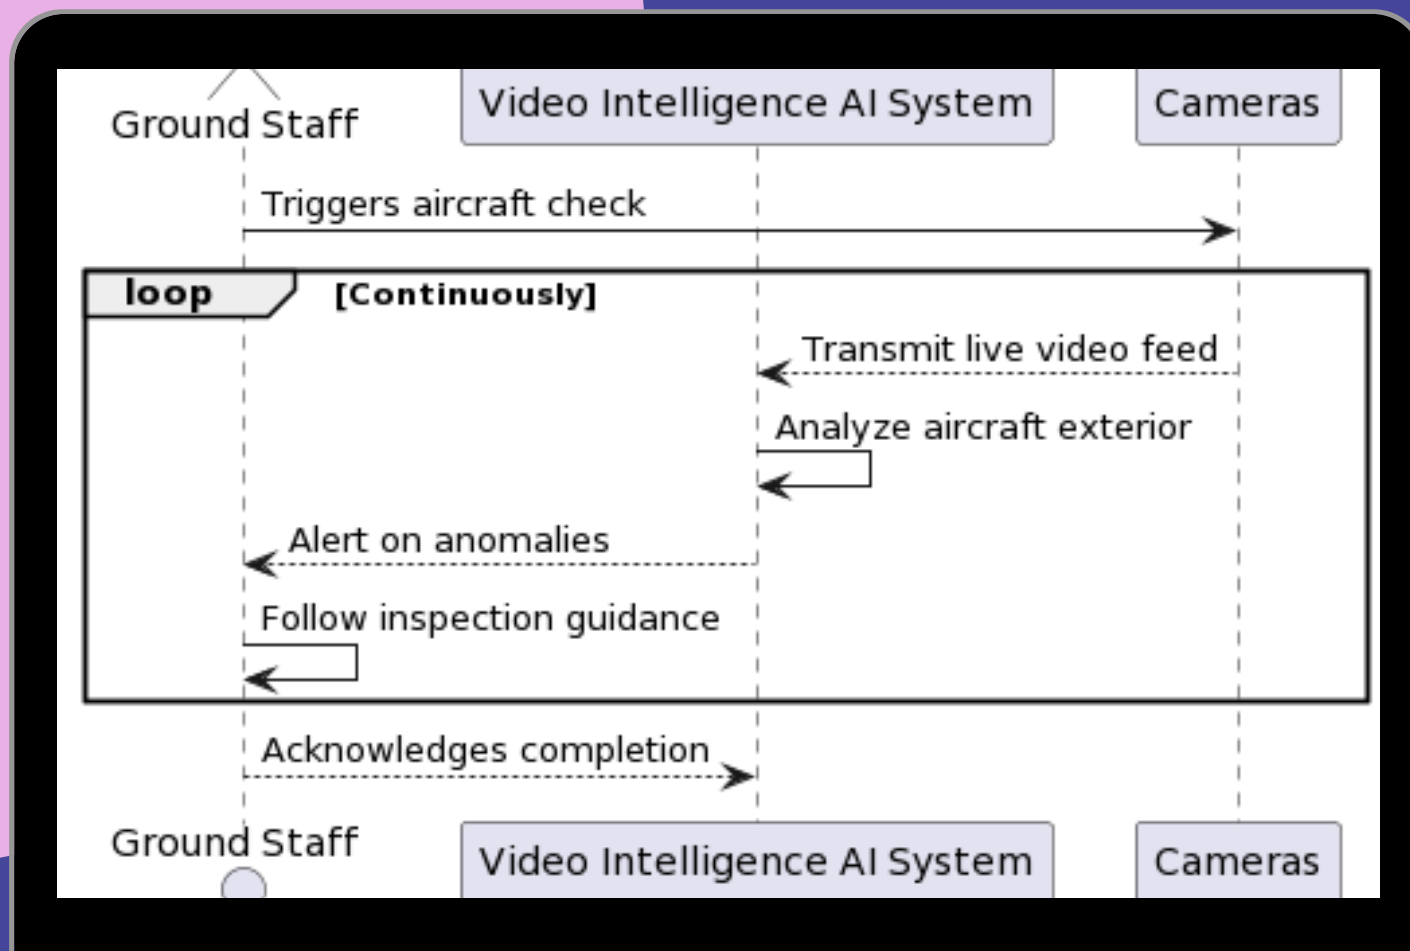 Ground Staff
Video Intelligence AI System
Cameras
Triggers aircraft check
loop
[Continuously]
Transmit live video feed
Analyze aircraft exterior
Alert on anomalies
Follow inspection guidance
Acknowledges completion
Ground Staff
Video Intelligence AI System
Cameras